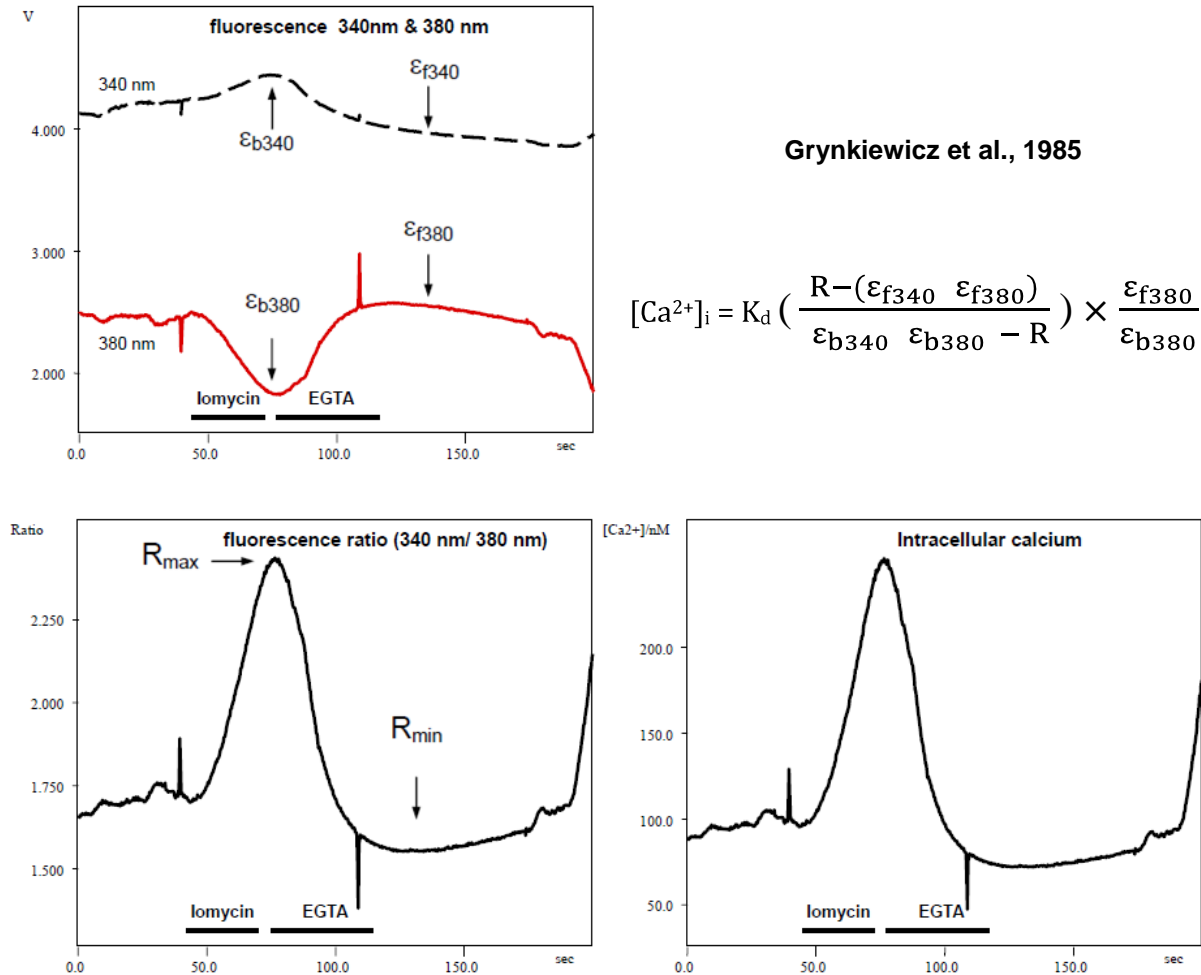 V
fluorescence 340nm & 380 nm
340 nm
εf340
4.000
εb340
Grynkiewicz et al., 1985
3.000
εf380
εb380
[Ca²⁺]i = Kd ( R−(εf340 εf380) / εb340 εb380 − R ) × εf380 / εb380
380 nm
2.000
Iomycin EGTA
sec
0.0 50.0 100.0 150.0
Ratio
fluorescence ratio (340 nm/ 380 nm)
Rmax
2.250
2.000
Rmin
1.750
1.500
Iomycin EGTA
0.0 50.0 100.0 150.0 sec
[Ca2+]/nM
Intracellular calcium
200.0
150.0
100.0
50.0
Iomycin EGTA
0.0 50.0 100.0 150.0 sec